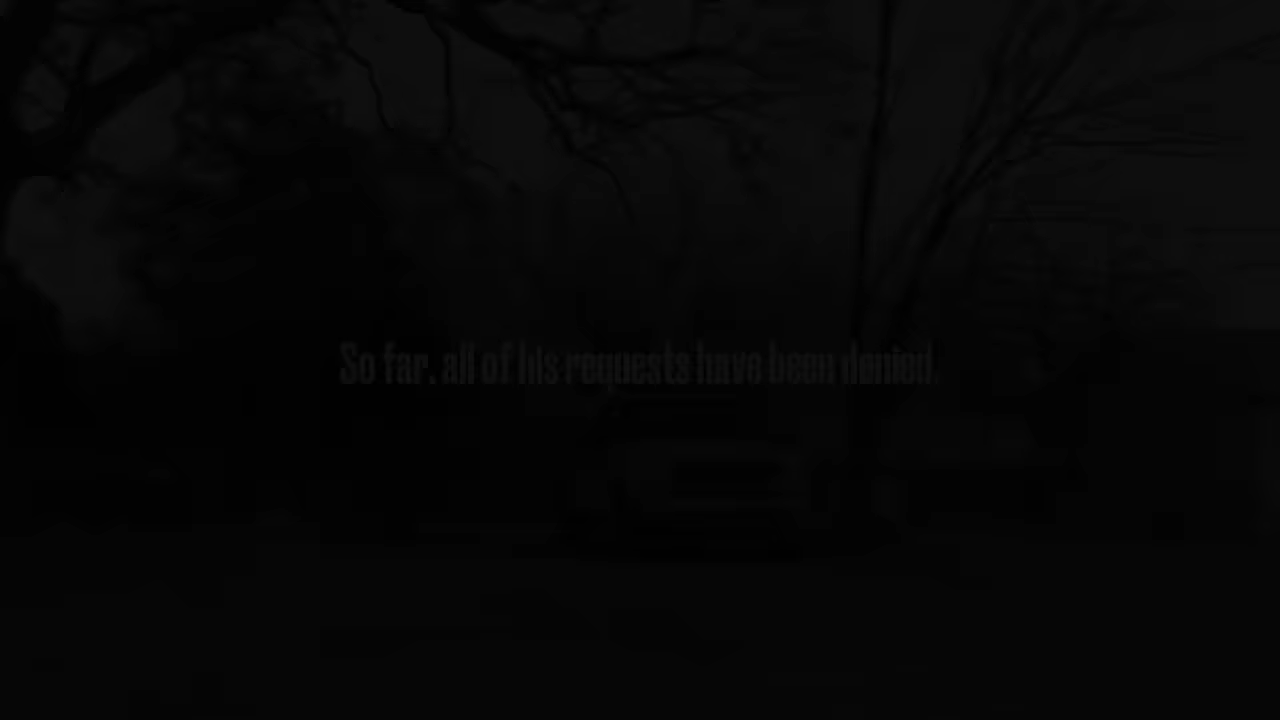 So far, all of his requests have been denied.